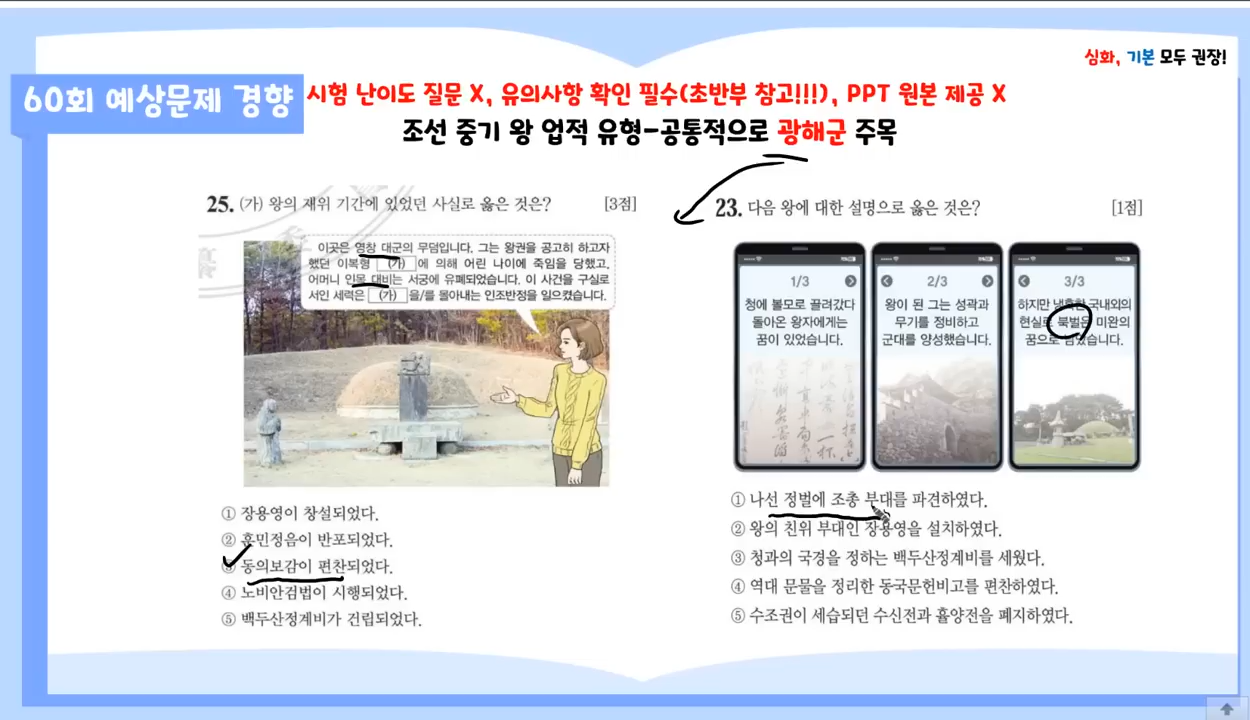 심화, 기본 모두 권장!
60회 예상문제 경향
시험 난이도 질문 X, 유의사항 확인 필수(초반부 참고!!!), PPT 원본 제공 X
조선 중기 왕 업적 유형-공통적으로 광해군 주목
25. (가) 왕의 재위 기간에 있었던 사실로 옳은 것은? [3점]
이곳은 영창 대군의 무덤입니다. 그는 왕권을 공고히 하고자
했던 이복형 (가) 에 의해 어린 나이에 죽임을 당했고,
어머니 인목 대비는 서궁에 유폐되었습니다. 이 사건을 구실로
서인 세력은 (가) 을/를 몰아내는 인조반정을 일으켰습니다.
① 장용영이 창설되었다.
② 훈민정음이 반포되었다.
③ 동의보감이 편찬되었다.
④ 노비안검법이 시행되었다.
⑤ 백두산정계비가 건립되었다.
23. 다음 왕에 대한 설명으로 옳은 것은? [1점]
1/3
청에 볼모로 끌려갔다
돌아온 왕자에게는
꿈이 있었습니다.
2/3
왕이 된 그는 성곽과
무기를 정비하고
군대를 양성했습니다.
3/3
하지만 냉혹한 국내외의
현실로 북벌은 미완의
꿈으로 남았습니다.
① 나선 정벌에 조총 부대를 파견하였다.
② 왕의 친위 부대인 장용영을 설치하였다.
③ 청과의 국경을 정하는 백두산정계비를 세웠다.
④ 역대 문물을 정리한 동국문헌비고를 편찬하였다.
⑤ 수조권이 세습되던 수신전과 휼양전을 폐지하였다.